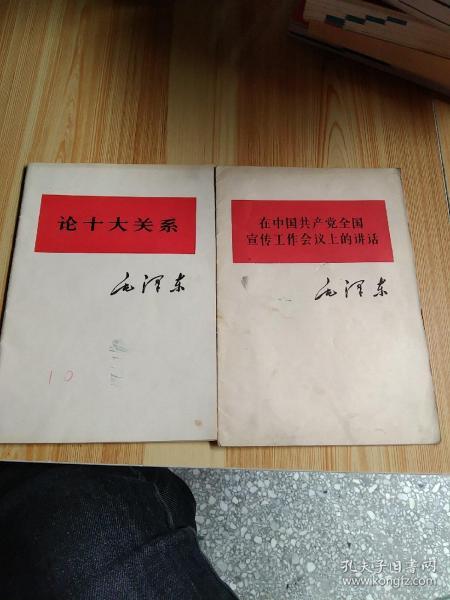 论十大关系
毛泽东
10
在中国共产党全国
宣传工作会议上的讲话
毛泽东
孔夫子旧书网
www.kongfz.com